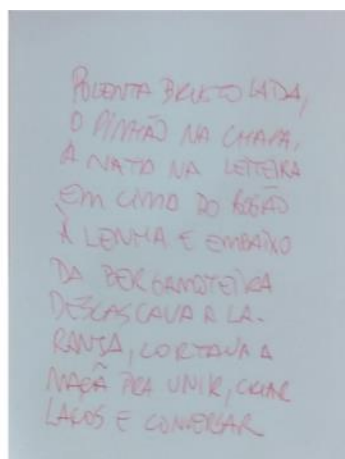 POLENTA BRUSTOLADA,
O PINHÃO NA CHAPA,
A NATA NA LEITEIRA
EM CIMA DO FOGÃO
À LENHA E EMBAIXO
DA BERGAMOTEIRA
DESCASCAVA A LA-
RANJA, CORTAVA A
MAÇÃ PRA UNIR, CRIAR
LAÇOS E CONVERSAR